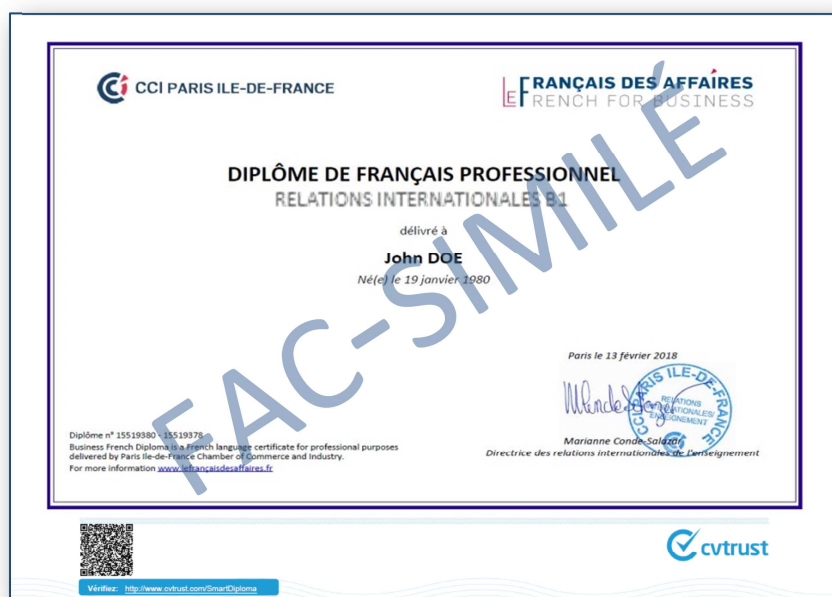 CCI PARIS ILE-DE-FRANCE
LE FRANÇAIS DES AFFAIRES
FRENCH FOR BUSINESS
DIPLÔME DE FRANÇAIS PROFESSIONNEL
RELATIONS INTERNATIONALES B1
délivré à
John DOE
Né(e) le 19 janvier 1980
FAC-SIMILÉ
Paris le 13 février 2018
CCI PARIS ILE-DE-FRANCE
RELATIONS
INTERNATIONALES/
ENSEIGNEMENT
Marianne Conde-Salazar
Directrice des relations internationales de l'enseignement
Diplôme n° 15519380 - 15519378
Business French Diploma is a French language certificate for professional purposes
delivered by Paris Ile-de-France Chamber of Commerce and Industry.
For more information www.lefrançaisdesaffaires.fr
cvtrust
Vérifiez: http://www.cvtrust.com/SmartDiploma